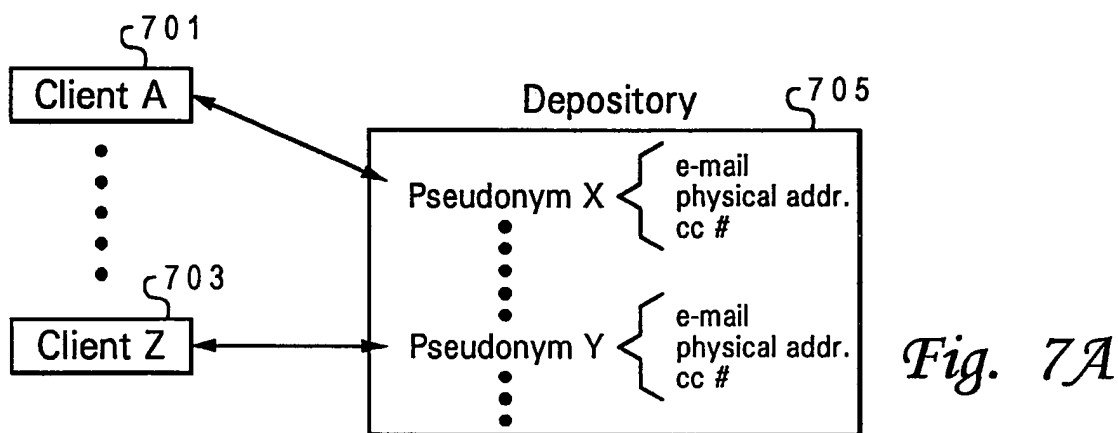 701
Client A
Depository
705
e-mail
Pseudonym X
physical addr.
cc #
703
Client Z
e-mail
Pseudonym Y
physical addr.
cc #
Fig. 7A